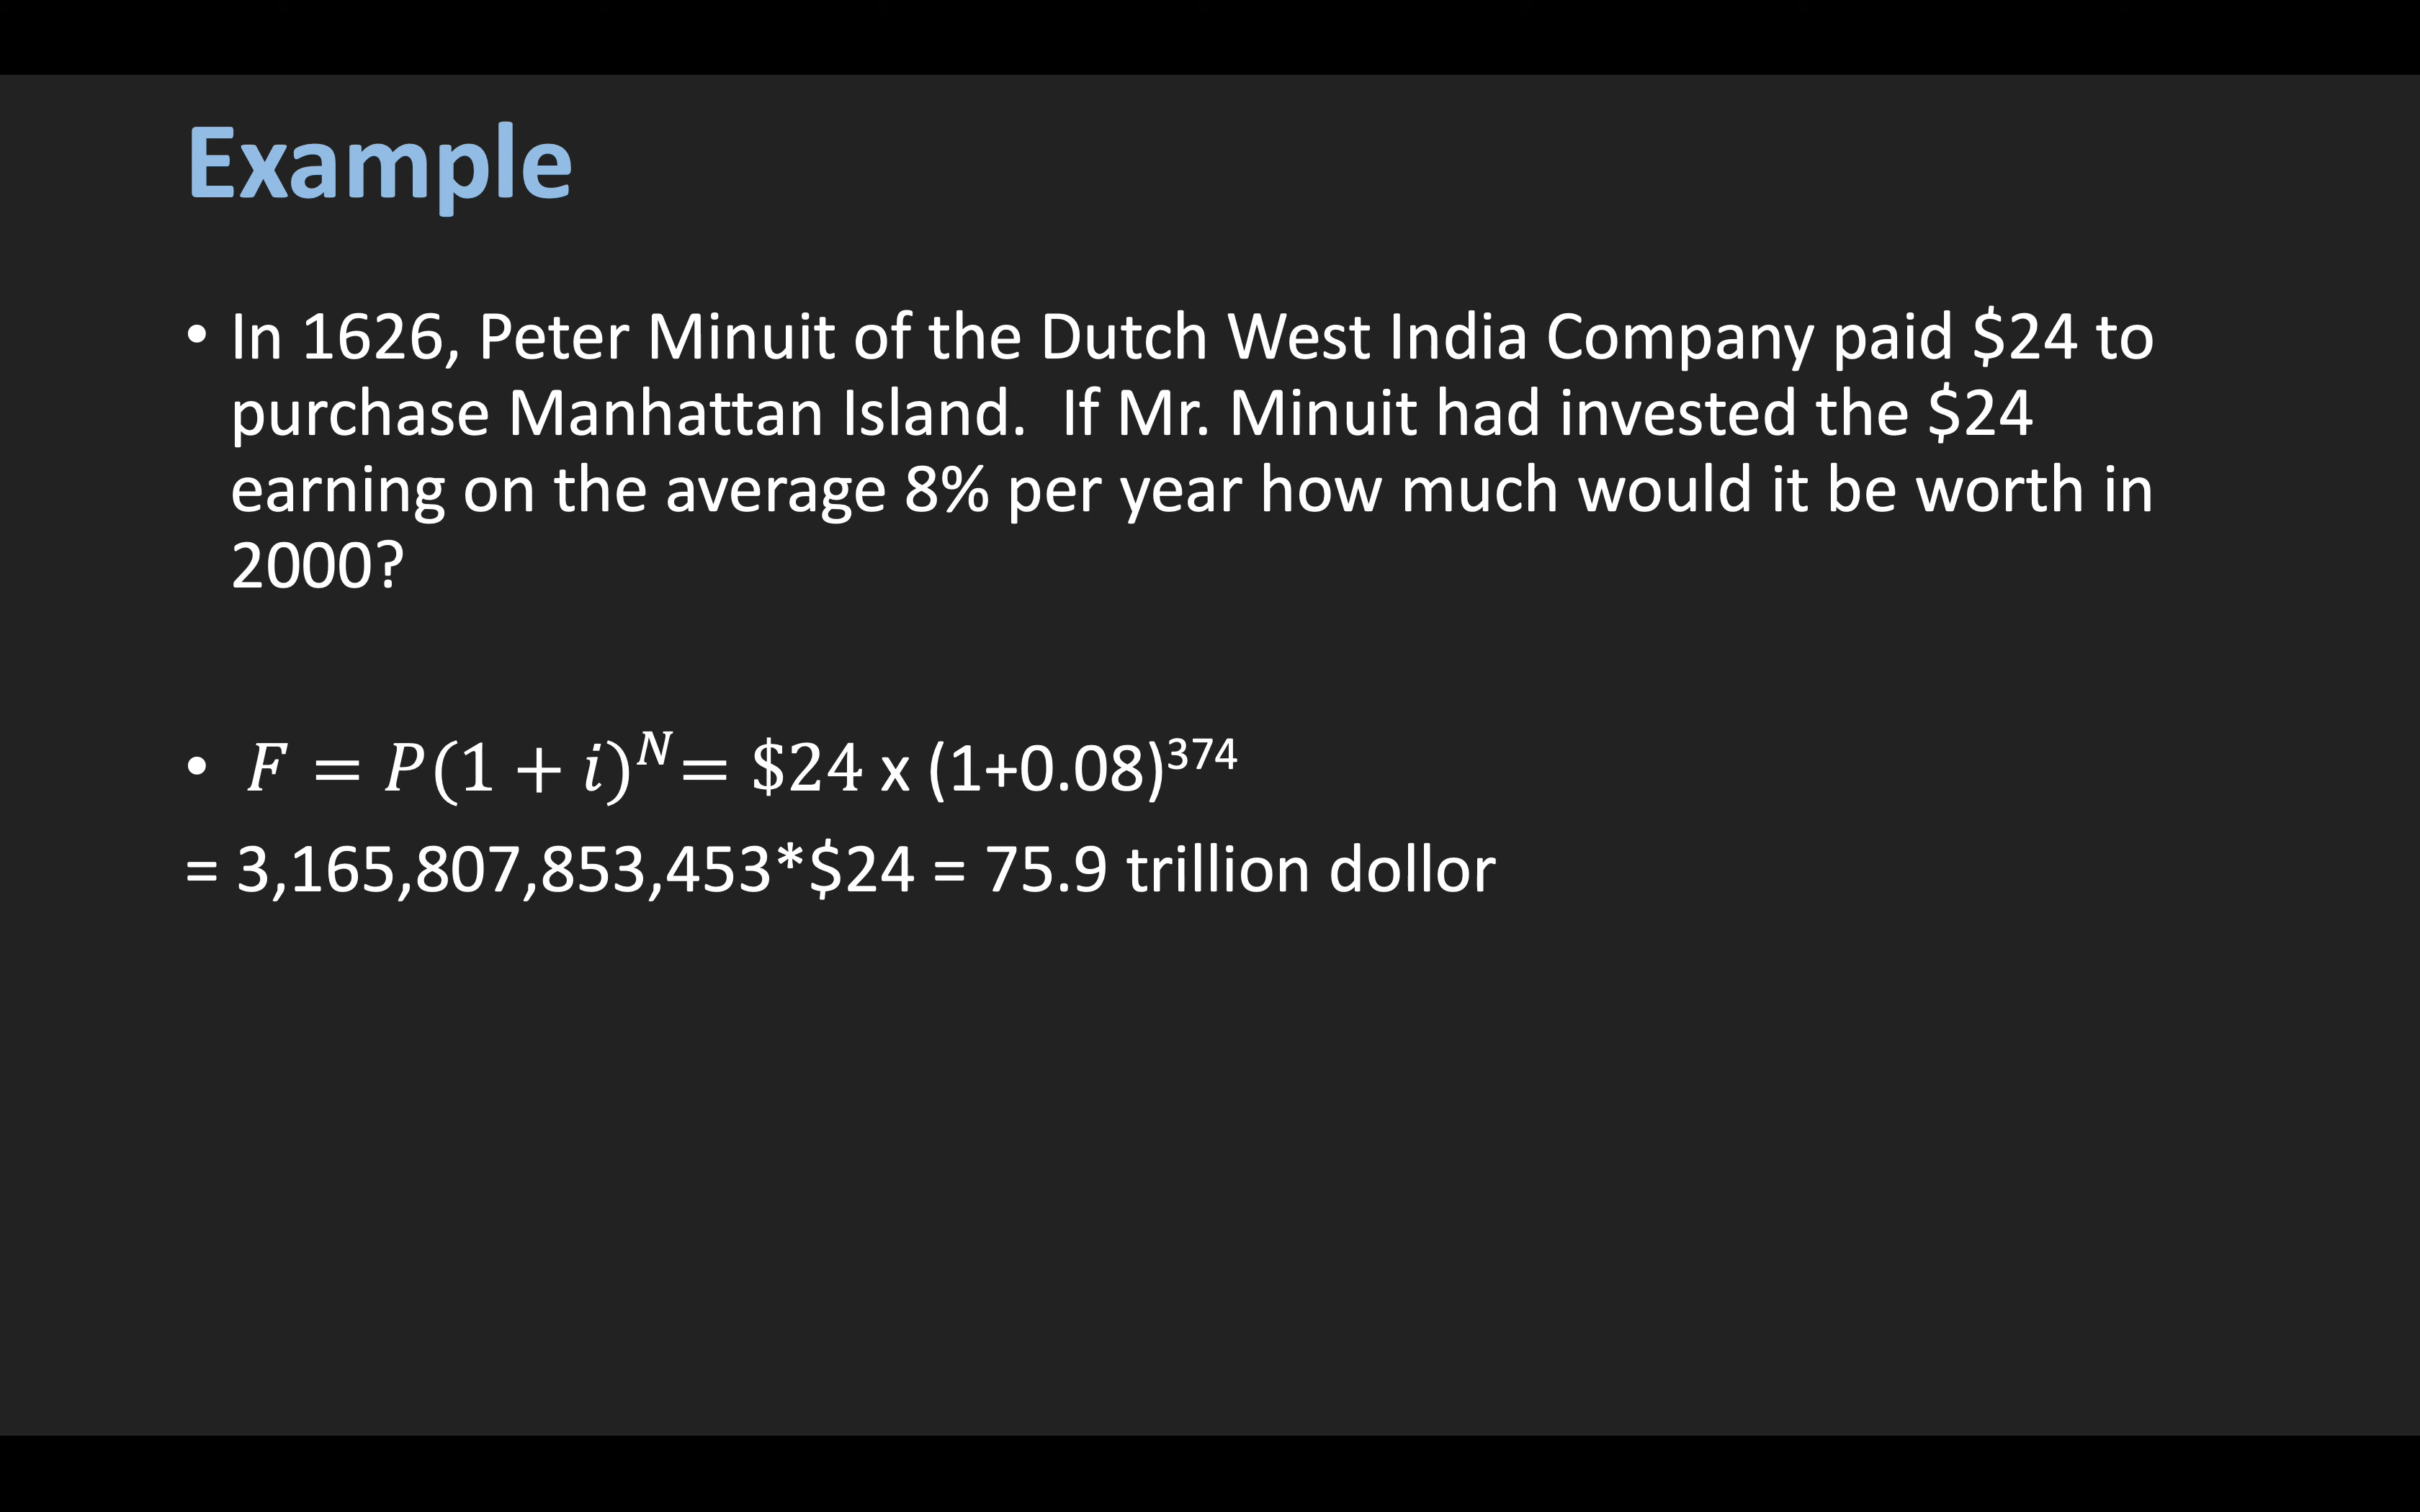 Example
• In 1626, Peter Minuit of the Dutch West India Company paid $24 to
purchase Manhattan Island.  If Mr. Minuit had invested the $24
earning on the average 8% per year how much would it be worth in
2000?
• F = P(1 + i)^N = $24 x (1+0.08)^374
= 3,165,807,853,453*$24 = 75.9 trillion dollor